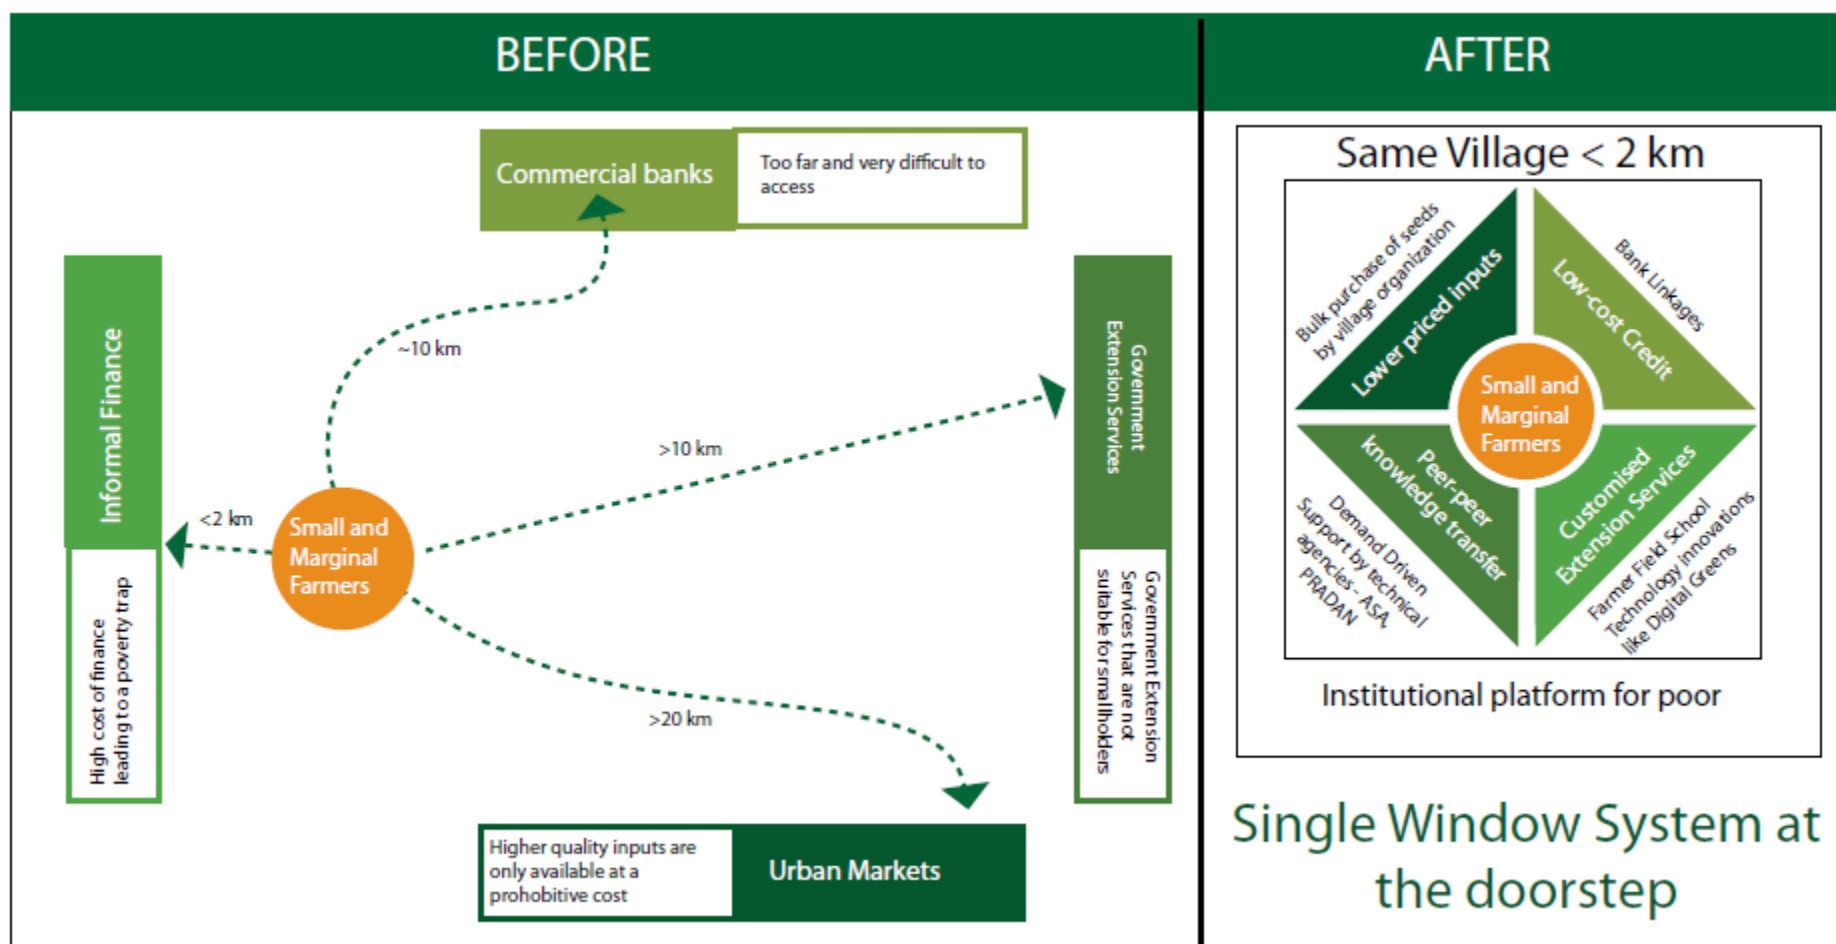 BEFORE
AFTER
Commercial banks
Too far and very difficult to
access
~10 km
Informal Finance
High cost of finance
leading to a poverty trap
<2 km
Small and
Marginal
Farmers
>10 km
Government
Extension Services
Government Extension
Services that are not
suitable for smallholders
>20 km
Higher quality inputs are
only available at a
prohobitive cost
Urban Markets
Same Village < 2 km
Bulk purchase of seeds
by village organization
Lower priced inputs
Low-cost Credit
Bank Linkages
Small and
Marginal
Farmers
Peer-peer
knowledge transfer
Demand Driven
Support by technical
agencies - ASA,
PRADAN
Customised
Extension Services
Farmer Field School
Technology innovations
like Digital Greens
Institutional platform for poor
Single Window System at
the doorstep